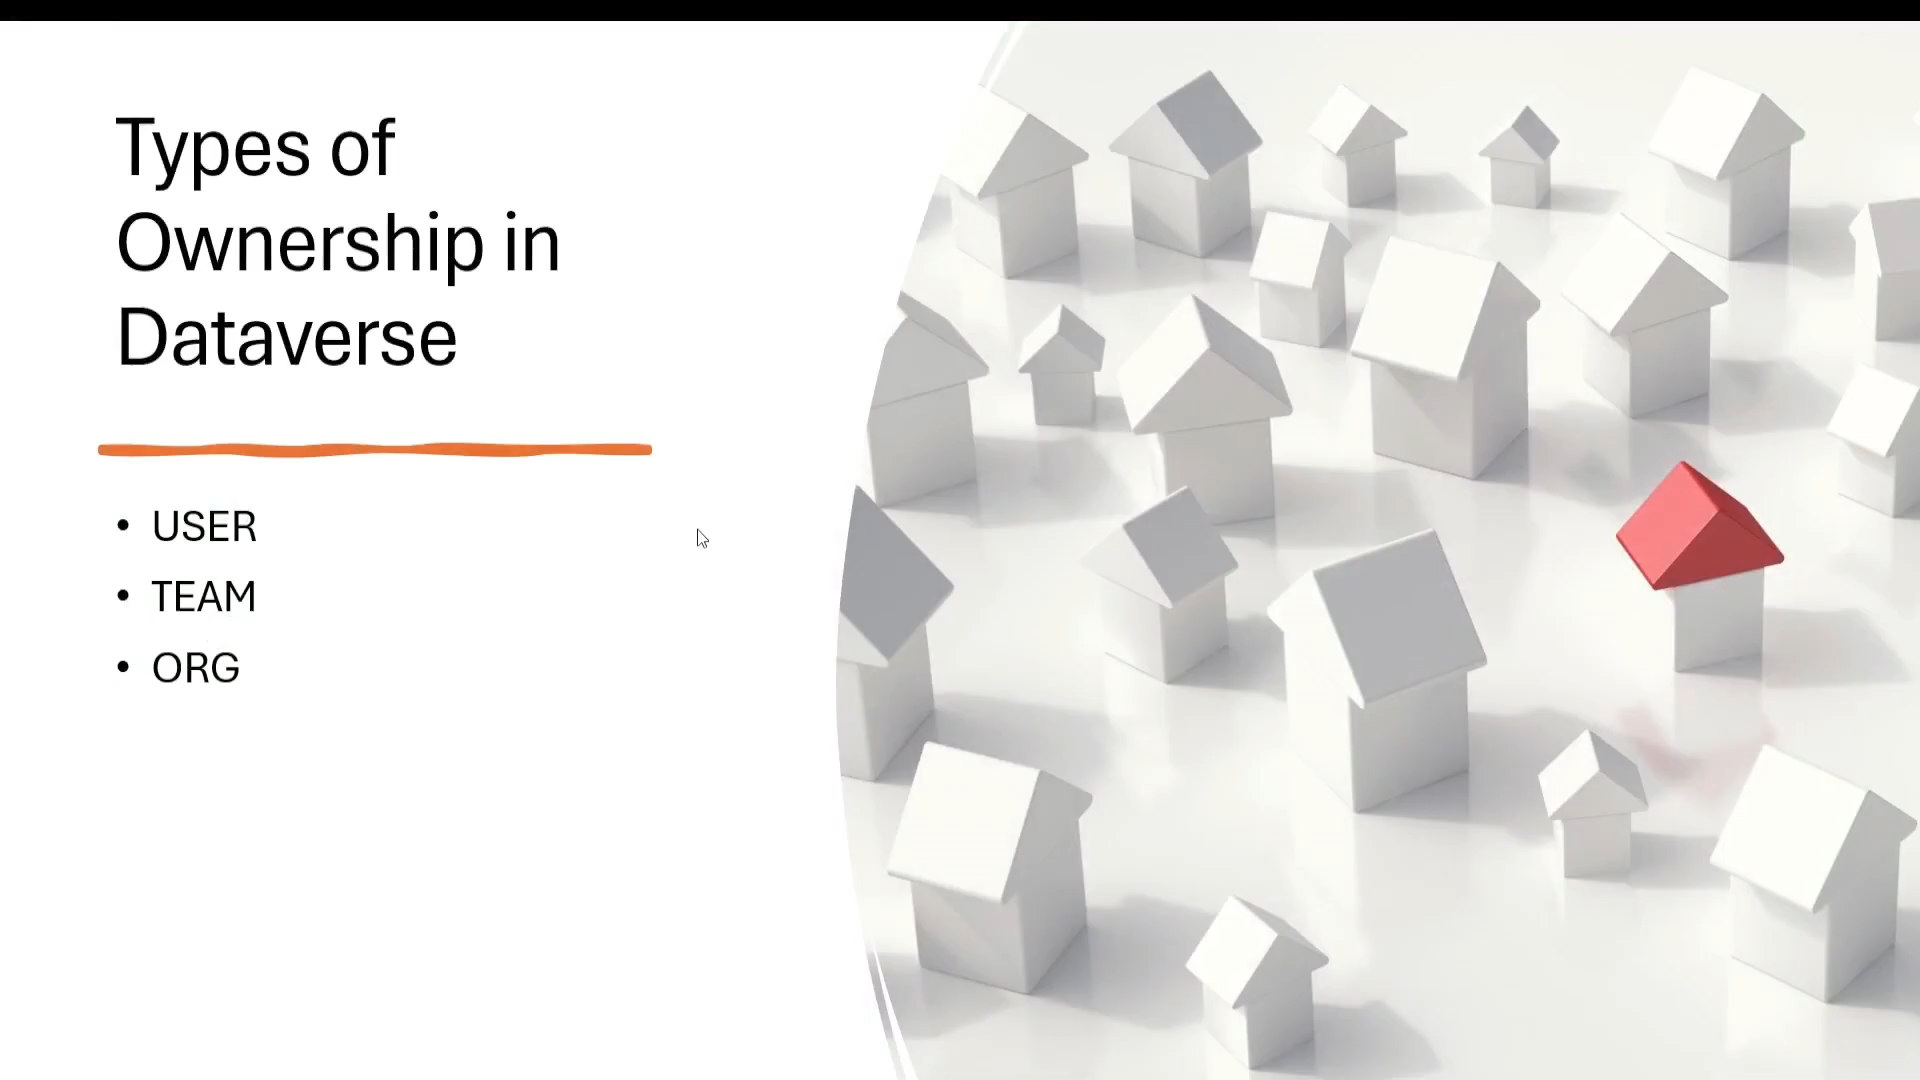 Types of
Ownership in
Dataverse
• USER
• TEAM
• ORG